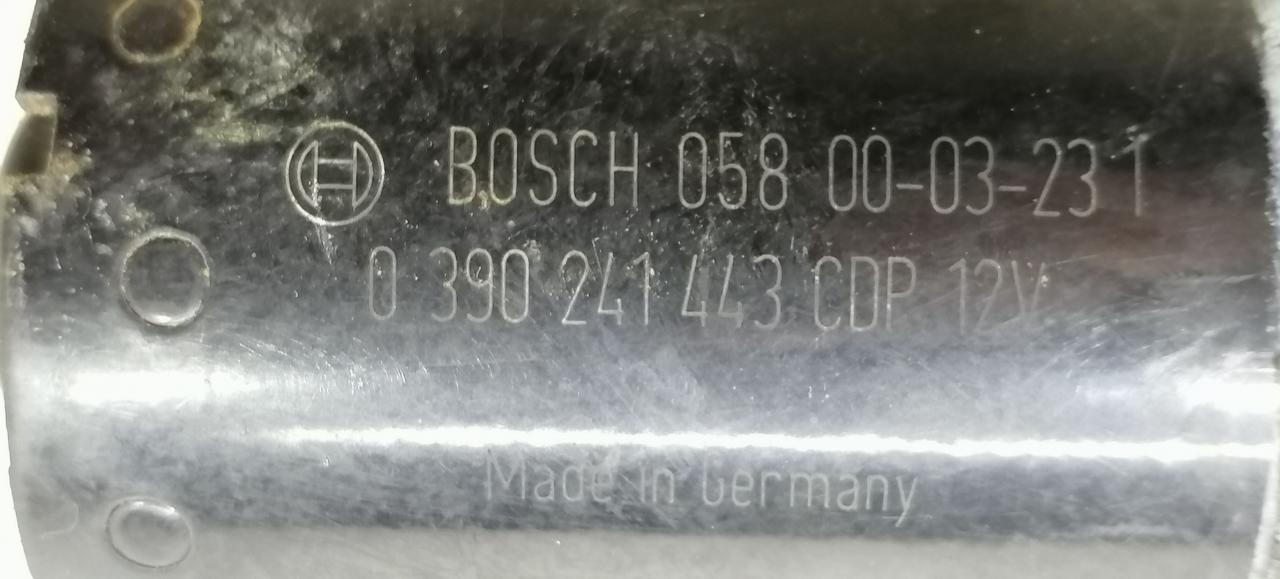 BOSCH 058 00-03-23 1
0 390 241 443 CDP 12V
Made in Germany